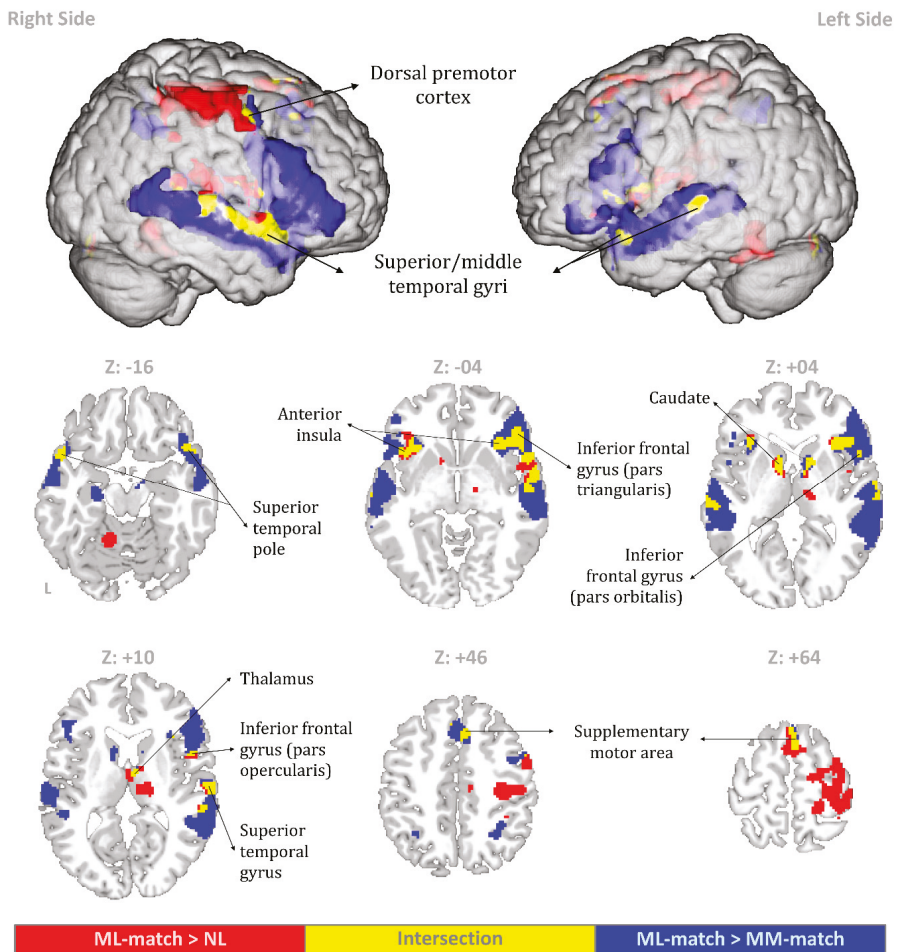 Right Side
Left Side
Dorsal premotor
cortex
Superior/middle
temporal gyri
Z: -16
Z: -04
Z: +04
Anterior
insula
Caudate
Inferior frontal
gyrus (pars
triangularis)
Superior
temporal
pole
Inferior
frontal gyrus
(pars orbitalis)
L
Z: +10
Z: +46
Z: +64
Thalamus
Inferior frontal
gyrus (pars
opercularis)
Supplementary
motor area
Superior
temporal
gyrus
ML-match > NL
Intersection
ML-match > MM-match